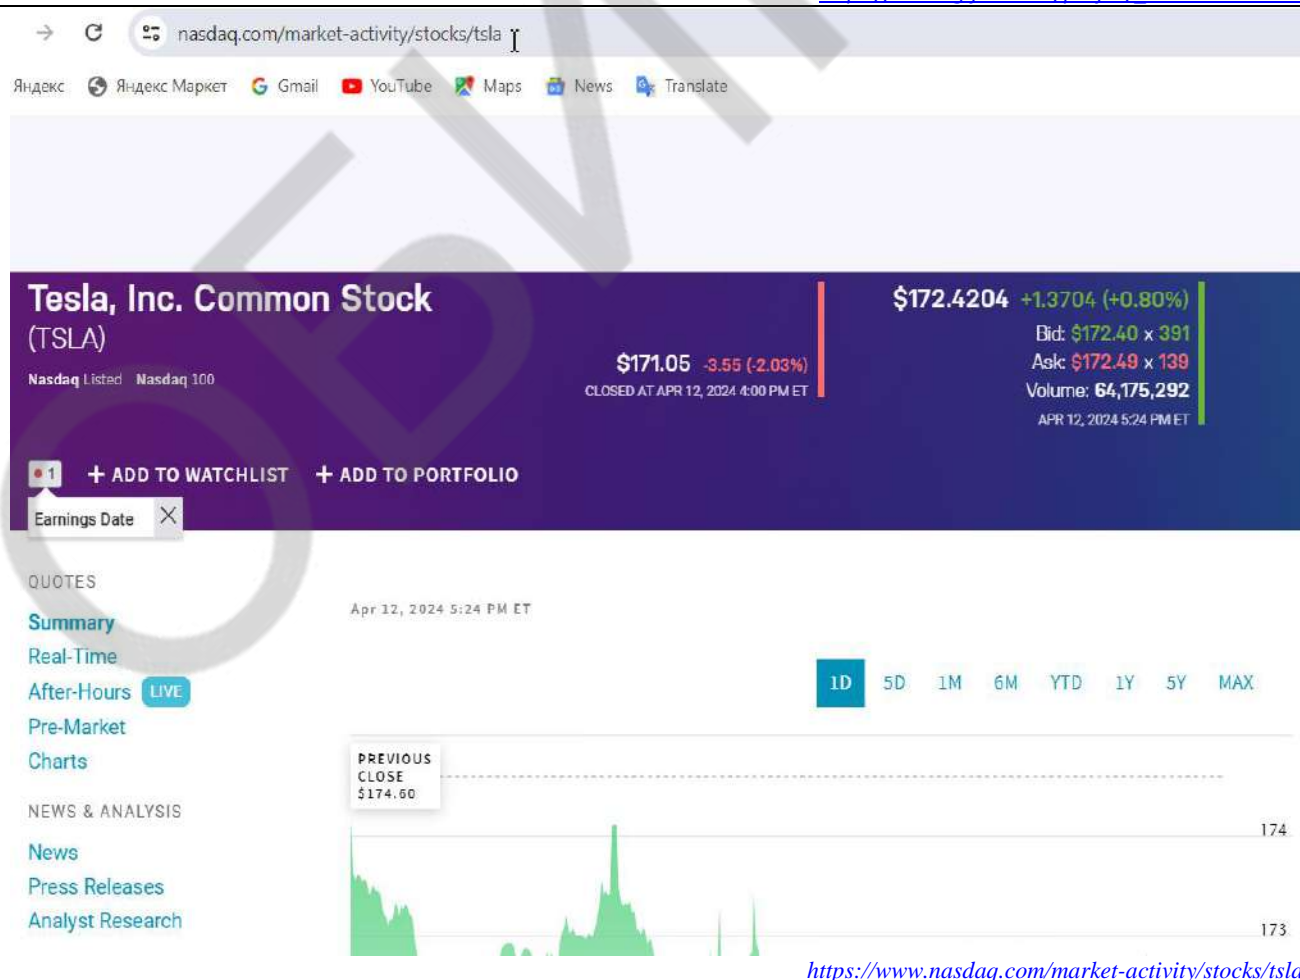 nasdaq.com/market-activity/stocks/tsla
Яндекс Яндекс Маркет Gmail YouTube Maps News Translate
Tesla, Inc. Common Stock
(TSLA)
Nasdaq Listed Nasdaq 100
$171.05 -3.55 (-2.03%)
CLOSED AT APR 12, 2024 4:00 PM ET
$172.4204 +1.3704 (+0.80%)
Bid: $172.40 x 391
Ask: $172.49 x 139
Volume: 64,175,292
APR 12, 2024 5:24 PM ET
1 + ADD TO WATCHLIST + ADD TO PORTFOLIO
Earnings Date
QUOTES
Summary
Real-Time
After-Hours LIVE
Pre-Market
Charts
NEWS & ANALYSIS
News
Press Releases
Analyst Research
Apr 12, 2024 5:24 PM ET
1D 5D 1M 6M YTD 1Y 5Y MAX
PREVIOUS
CLOSE
$174.60
174
173
https://www.nasdaq.com/market-activity/stocks/tsla